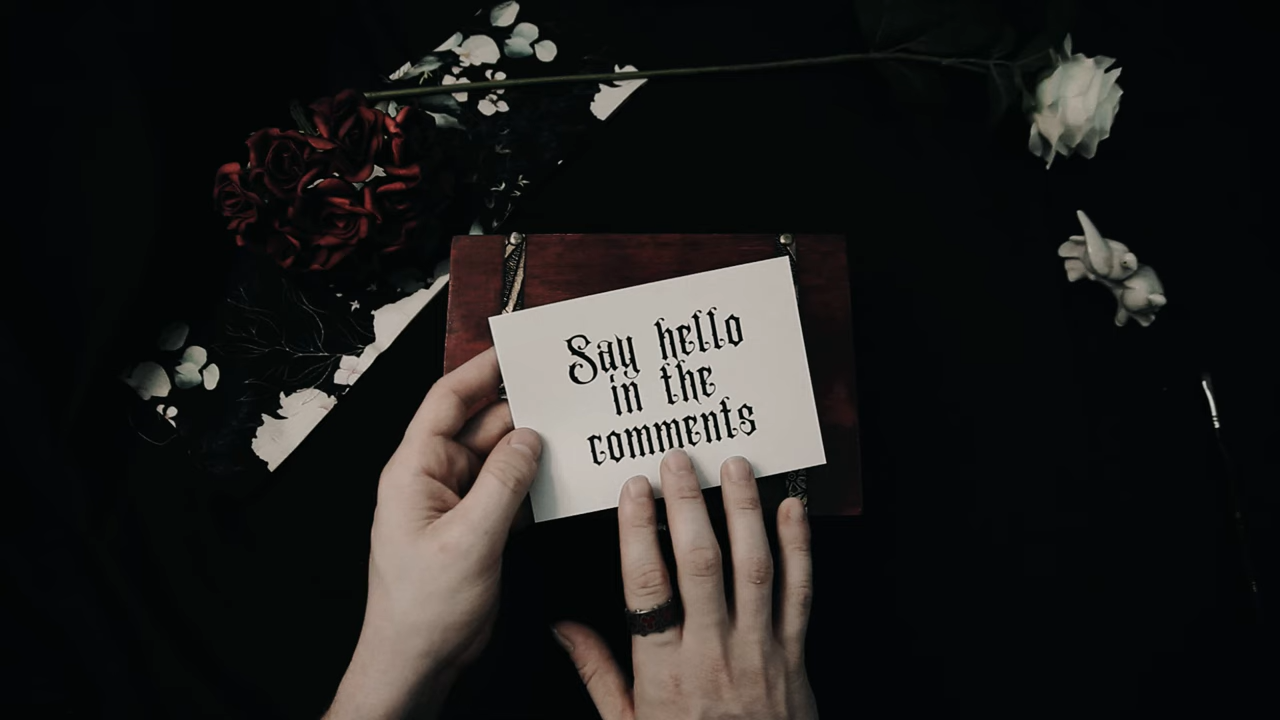 Say hello
in the
comments